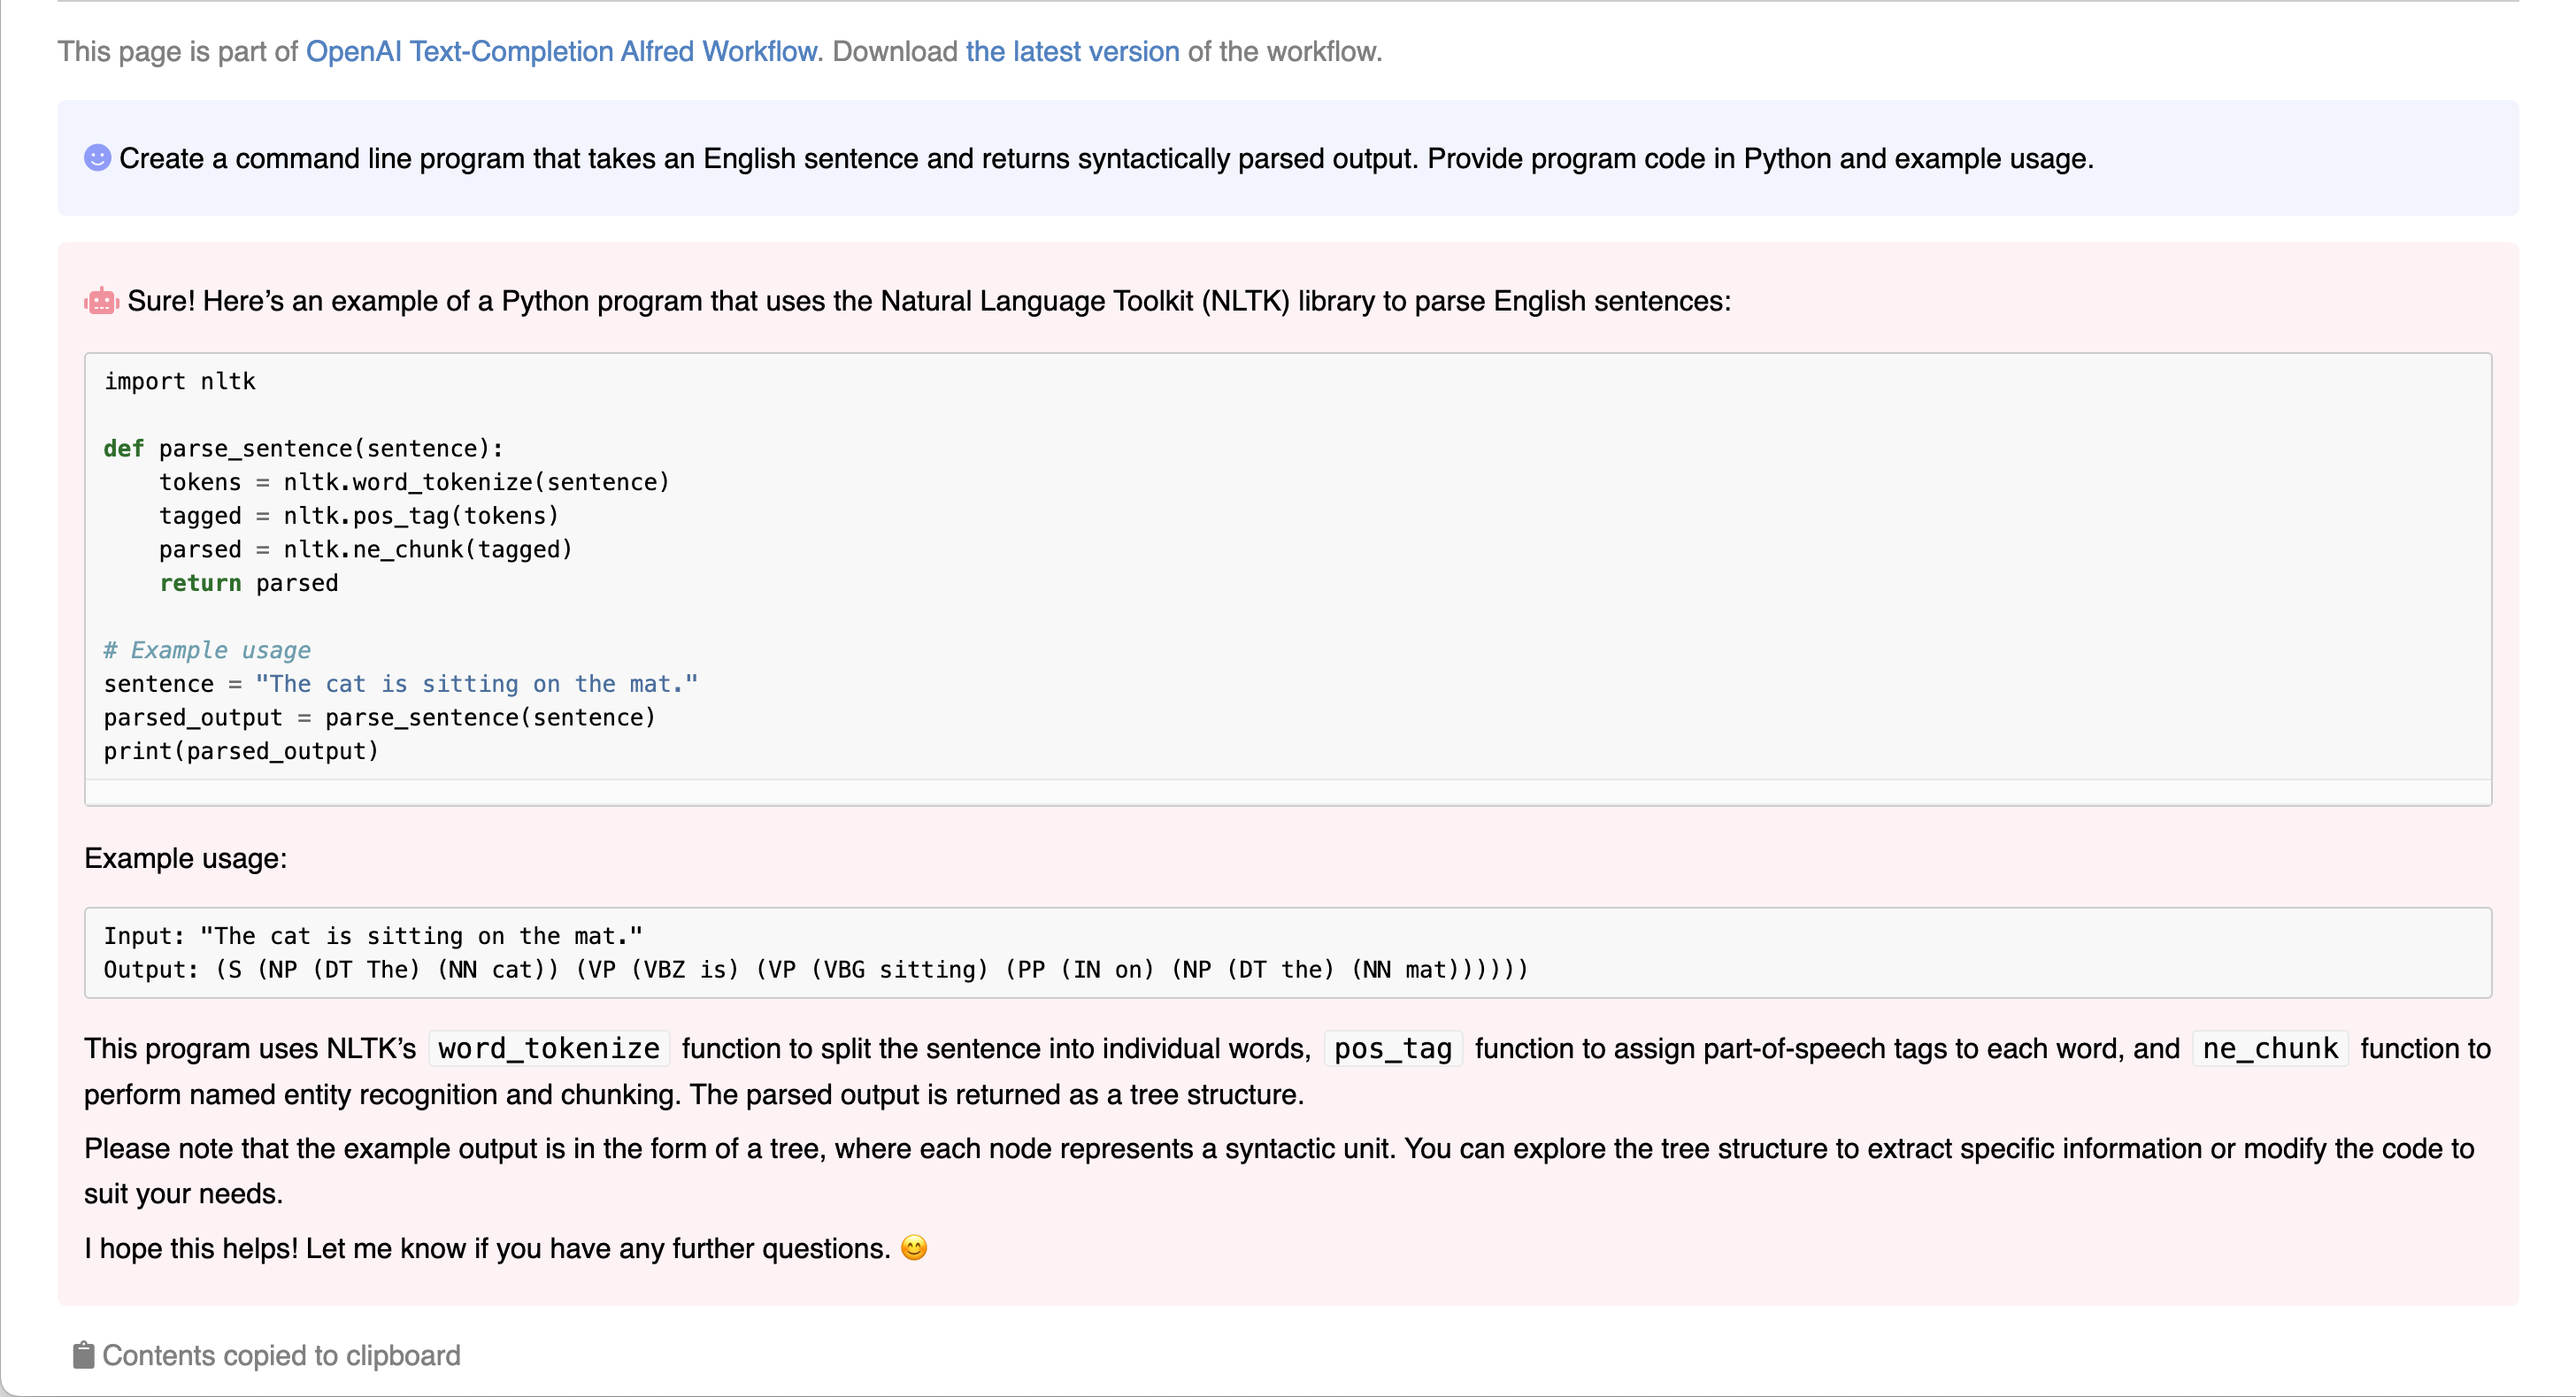 This page is part of OpenAI Text-Completion Alfred Workflow. Download the latest version of the workflow.
Create a command line program that takes an English sentence and returns syntactically parsed output. Provide program code in Python and example usage.
Sure! Here’s an example of a Python program that uses the Natural Language Toolkit (NLTK) library to parse English sentences:
import nltk
def parse_sentence(sentence):
    tokens = nltk.word_tokenize(sentence)
    tagged = nltk.pos_tag(tokens)
    parsed = nltk.ne_chunk(tagged)
    return parsed
# Example usage
sentence = "The cat is sitting on the mat."
parsed_output = parse_sentence(sentence)
print(parsed_output)
Example usage:
Input: "The cat is sitting on the mat."
Output: (S (NP (DT The) (NN cat)) (VP (VBZ is) (VP (VBG sitting) (PP (IN on) (NP (DT the) (NN mat))))))
This program uses NLTK’s word_tokenize function to split the sentence into individual words, pos_tag function to assign part-of-speech tags to each word, and ne_chunk function to
perform named entity recognition and chunking. The parsed output is returned as a tree structure.
Please note that the example output is in the form of a tree, where each node represents a syntactic unit. You can explore the tree structure to extract specific information or modify the code to
suit your needs.
I hope this helps! Let me know if you have any further questions. 😊
Contents copied to clipboard